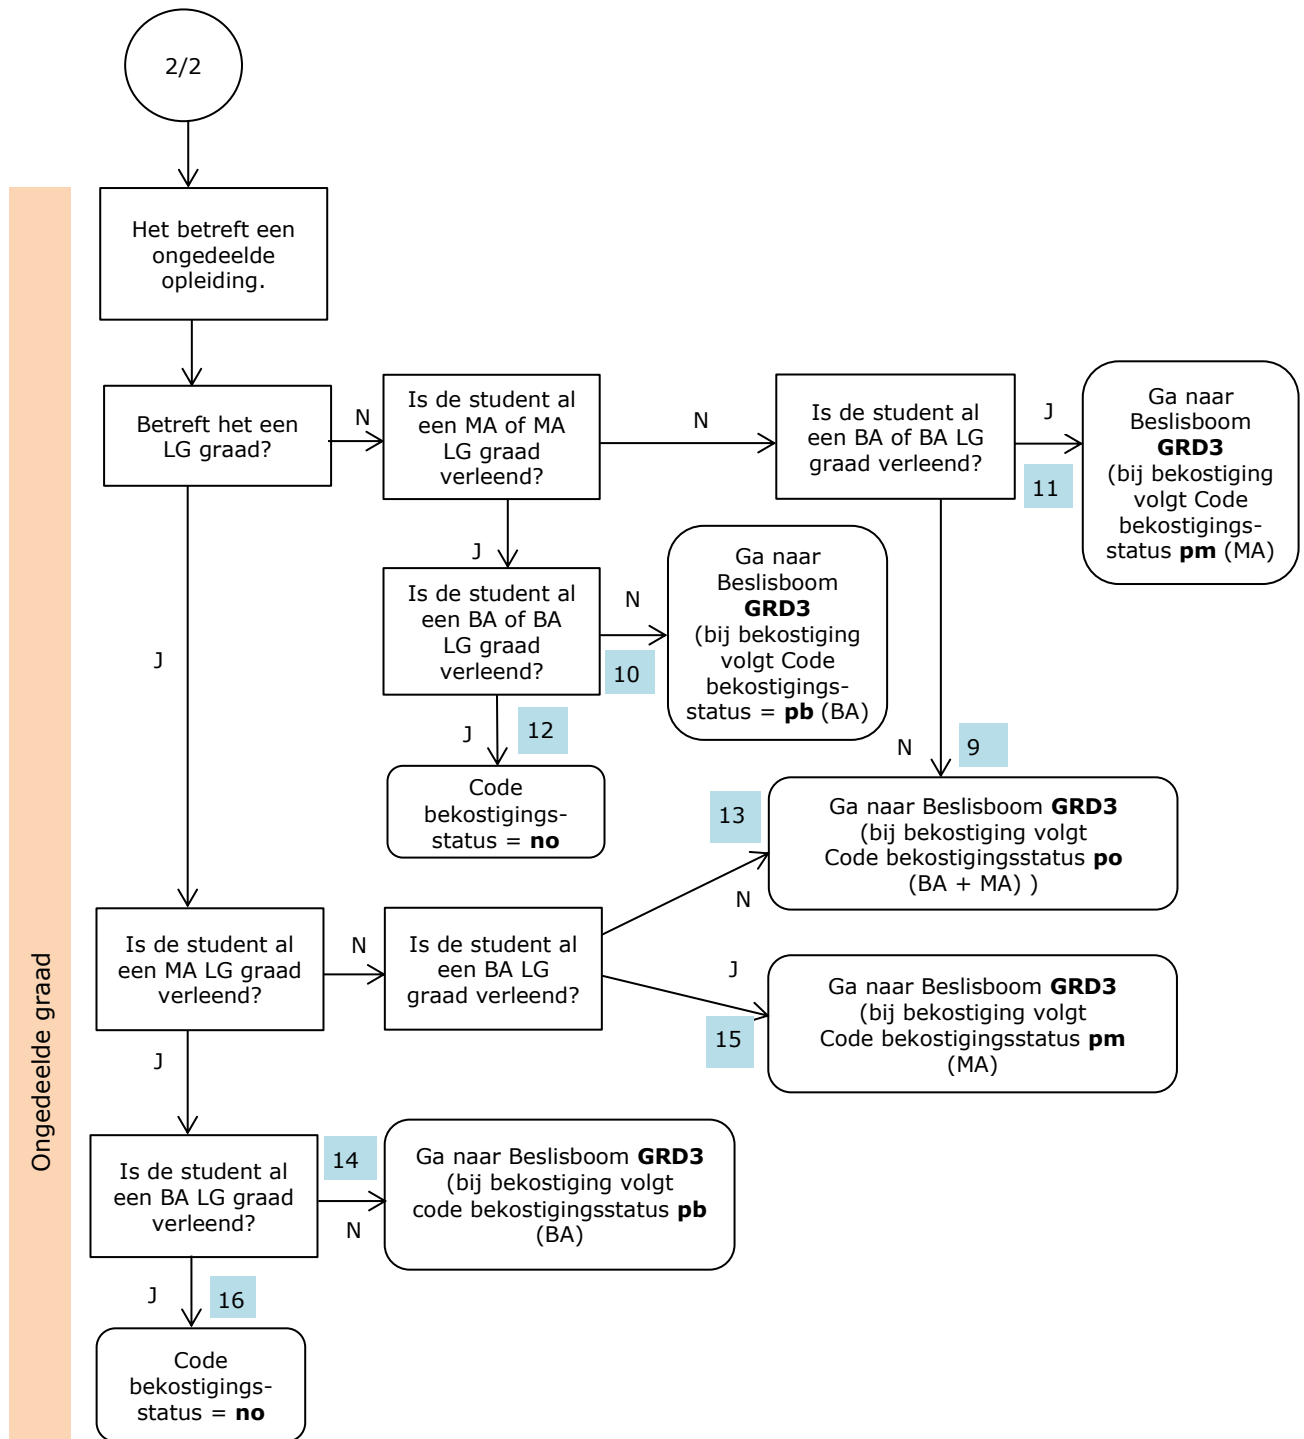 2/2
Het betreft een
ongedeelde
opleiding.
Betreft het een
LG graad?
N
Is de student al
een MA of MA
LG graad
verleend?
N
Is de student al
een BA of BA LG
graad verleend?
J
11
Ga naar
Beslisboom
GRD3
(bij bekostiging
volgt Code
bekostigings-
status pm (MA)
J
Is de student al
een BA of BA
LG graad
verleend?
N
10
Ga naar
Beslisboom
GRD3
(bij bekostiging
volgt Code
bekostigings-
status = pb (BA)
J
J
12
N
9
Code
bekostigings-
status = no
13
Ga naar Beslisboom GRD3
(bij bekostiging volgt
Code bekostigingsstatus po
(BA + MA) )
Is de student al
een MA LG graad
verleend?
N
Is de student al
een BA LG
graad verleend?
N
J
15
Ga naar Beslisboom GRD3
(bij bekostiging volgt
Code bekostigingsstatus pm
(MA)
J
Is de student al
een BA LG graad
verleend?
14
N
Ga naar Beslisboom GRD3
(bij bekostiging volgt
code bekostigingsstatus pb
(BA)
J
16
Code
bekostigings-
status = no
Ongedeelde graad